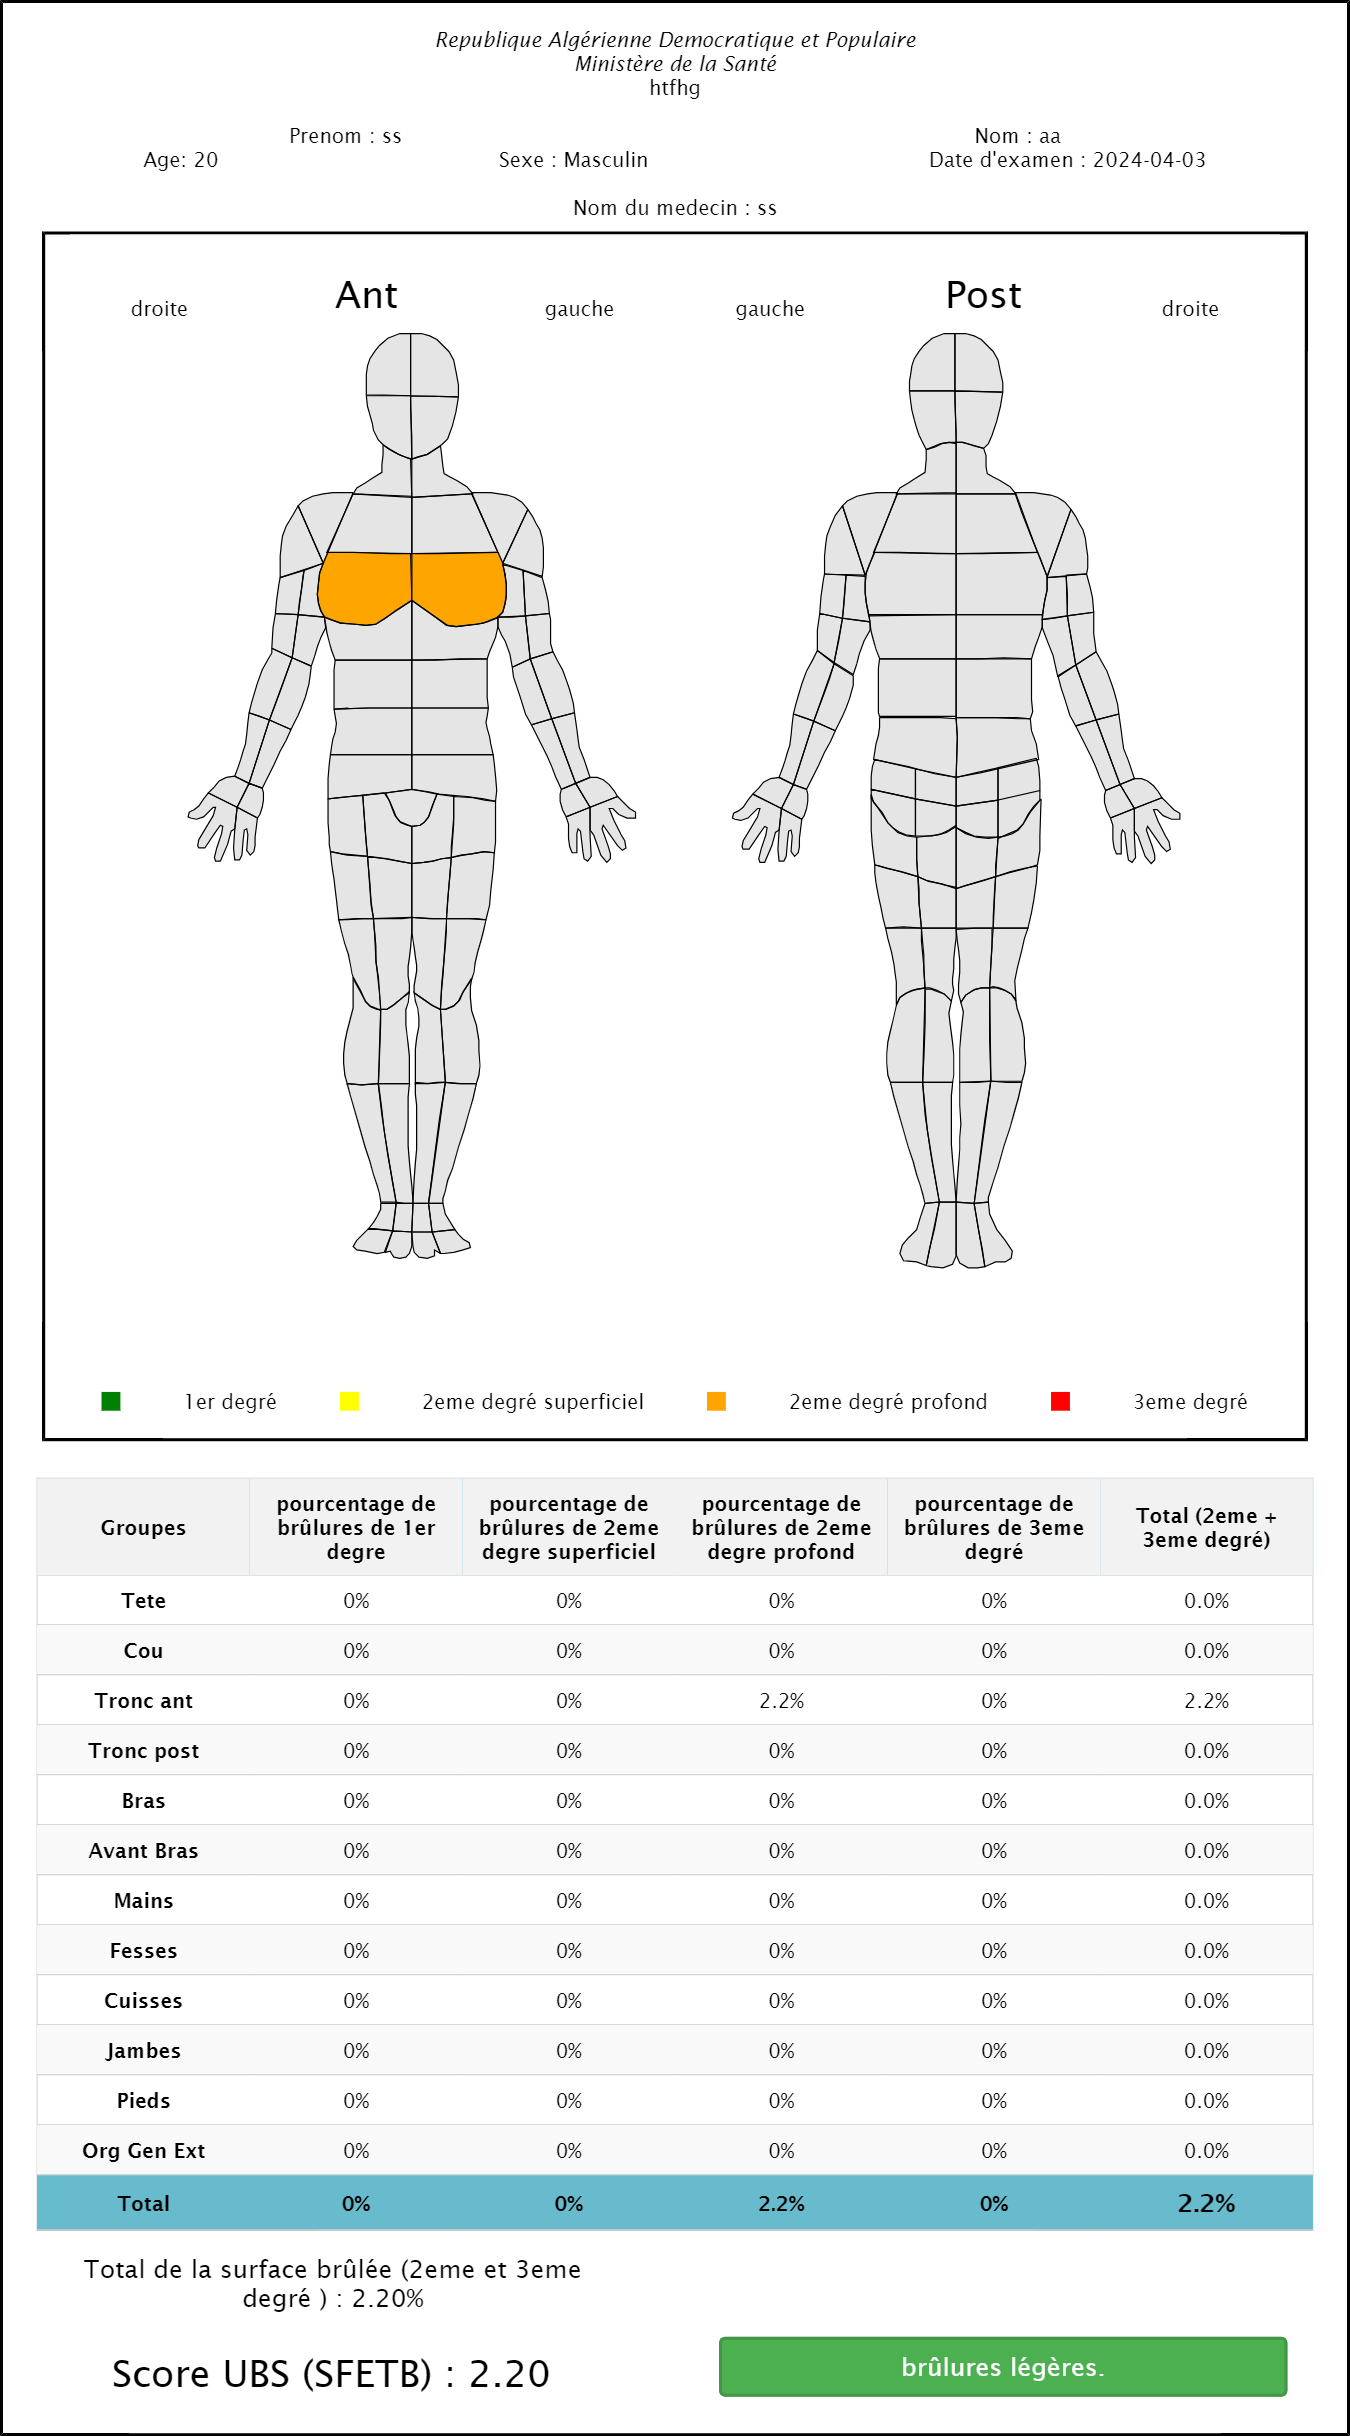 Republique Algérienne Democratique et Populaire
Ministère de la Santé
htfhg
Prenom : ss Nom : aa
Age: 20 Sexe : Masculin Date d'examen : 2024-04-03
Nom du medecin : ss
droite Ant gauche gauche Post droite
1er degré 2eme degré superficiel 2eme degré profond 3eme degré
Groupes pourcentage de brûlures de 1er degre pourcentage de brûlures de 2eme degre superficiel pourcentage de brûlures de 2eme degre profond pourcentage de brûlures de 3eme degré Total (2eme + 3eme degré)
Tete 0% 0% 0% 0% 0.0%
Cou 0% 0% 0% 0% 0.0%
Tronc ant 0% 0% 2.2% 0% 2.2%
Tronc post 0% 0% 0% 0% 0.0%
Bras 0% 0% 0% 0% 0.0%
Avant Bras 0% 0% 0% 0% 0.0%
Mains 0% 0% 0% 0% 0.0%
Fesses 0% 0% 0% 0% 0.0%
Cuisses 0% 0% 0% 0% 0.0%
Jambes 0% 0% 0% 0% 0.0%
Pieds 0% 0% 0% 0% 0.0%
Org Gen Ext 0% 0% 0% 0% 0.0%
Total 0% 0% 2.2% 0% 2.2%
Total de la surface brûlée (2eme et 3eme
degré ) : 2.20%
Score UBS (SFETB) : 2.20
brûlures légères.